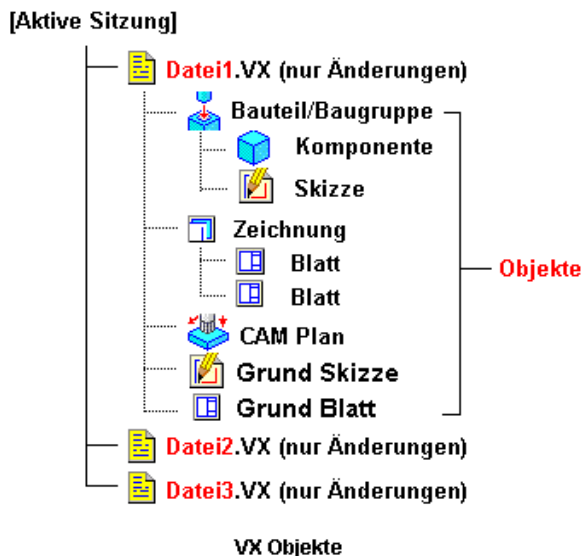 [Aktive Sitzung]
Datei1.VX (nur Änderungen)
Bauteil/Baugruppe
Komponente
Skizze
Zeichnung
Blatt
Objekte
Blatt
CAM Plan
Grund Skizze
Grund Blatt
Datei2.VX (nur Änderungen)
Datei3.VX (nur Änderungen)
VX Objekte